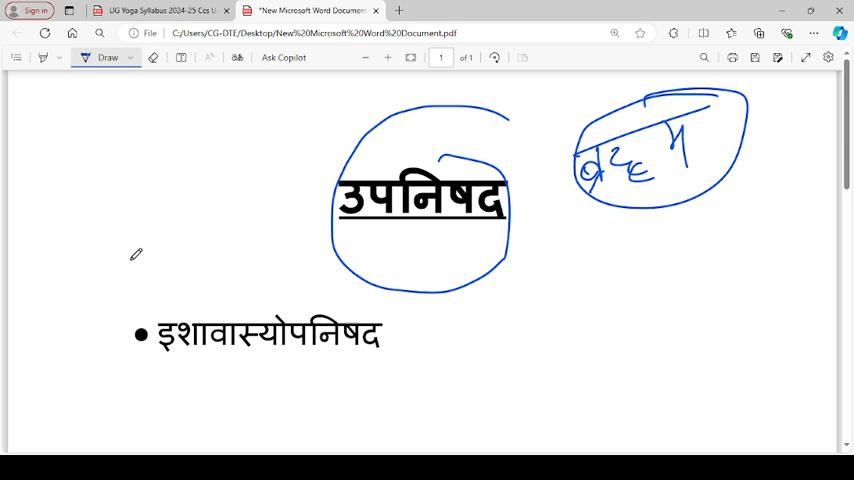 Sign in
UG Yoga Syllabus 2024-25 Ccs U
*New Microsoft Word Document.
File
C:/Users/CG-DTE/Desktop/New%20Microsoft%20Word%20Document.pdf
Draw
Ask Copilot
1
of 1
उपनिषद
• इशावास्योपनिषद